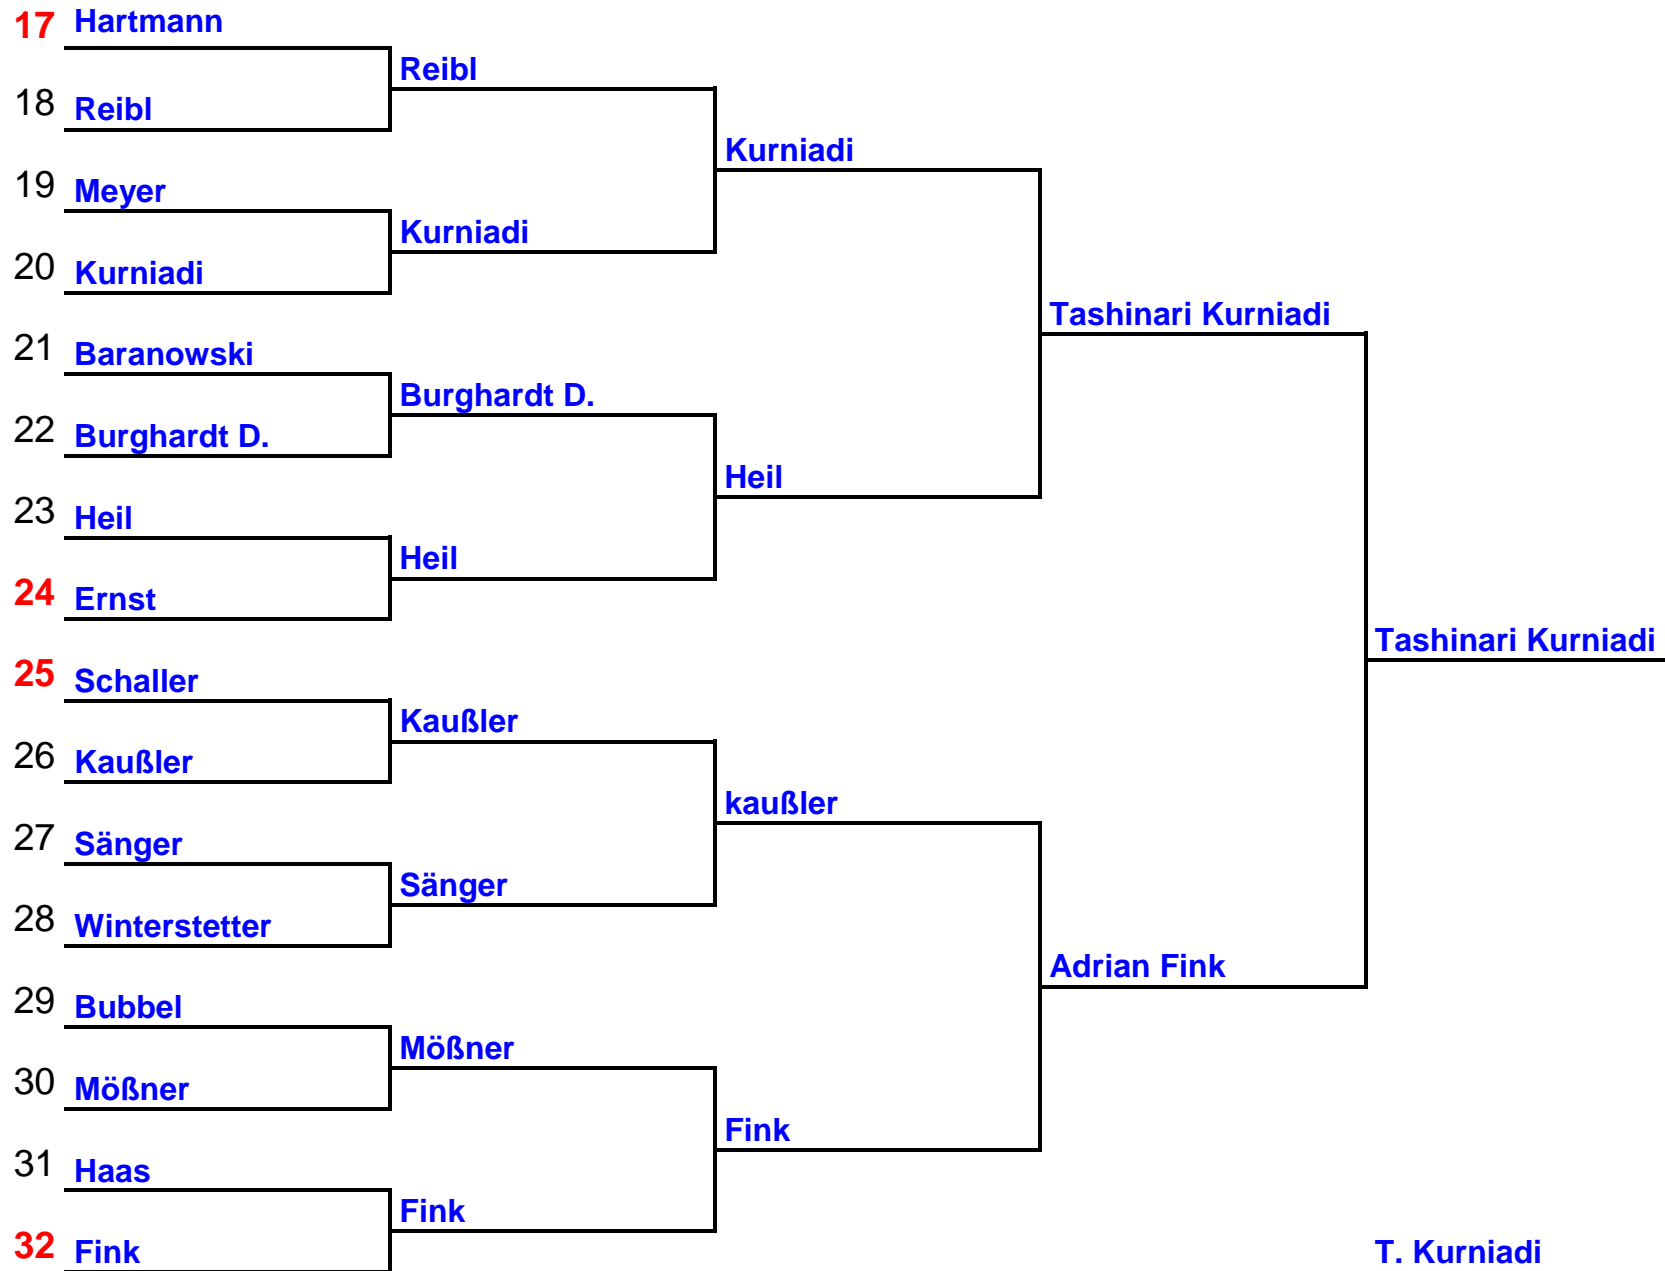 17 Hartmann
Reibl
18 Reibl
Kurniadi
19 Meyer
Kurniadi
20 Kurniadi
Tashinari Kurniadi
21 Baranowski
Burghardt D.
22 Burghardt D.
Heil
23 Heil
Heil
24 Ernst
Tashinari Kurniadi
25 Schaller
Kaußler
26 Kaußler
kaußler
27 Sänger
Sänger
28 Winterstetter
Adrian Fink
29 Bubbel
Mößner
30 Mößner
Fink
31 Haas
Fink
32 Fink
T. Kurniadi